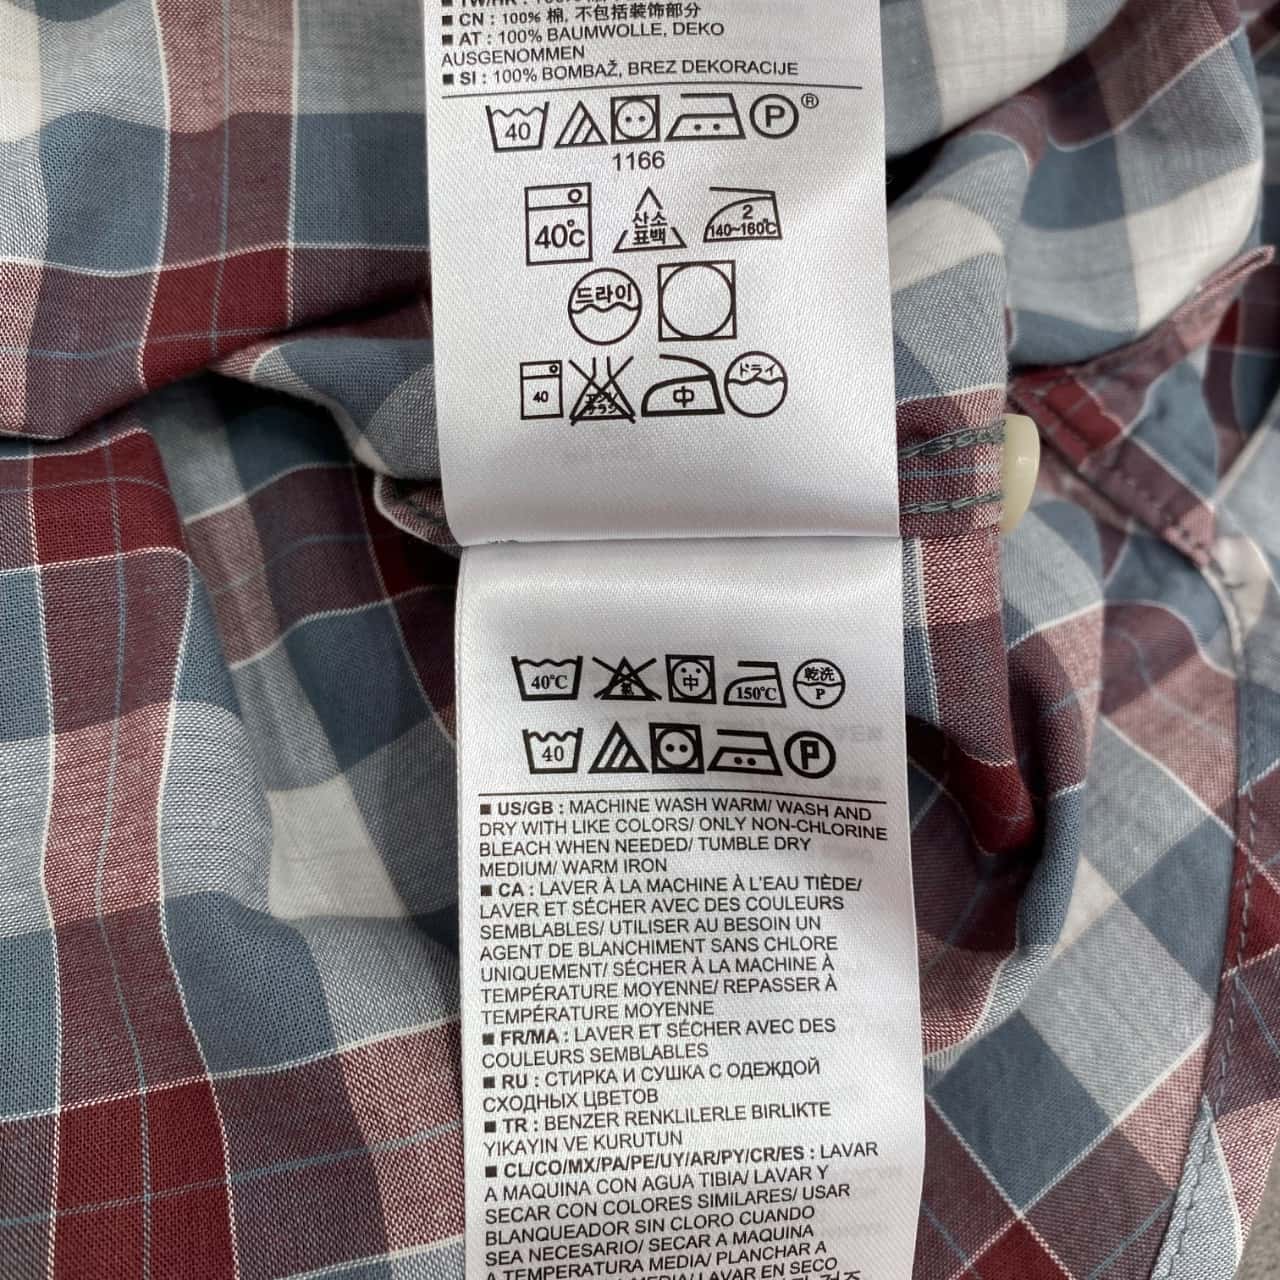 ■ CN : 100% 棉, 不包括装饰部分
■ AT : 100% BAUMWOLLE, DEKO
AUSGENOMMEN
■ SI : 100% BOMBAŽ, BREZ DEKORACIJE
40 P ®
1166
40℃ 산소 표백 2 140~160℃
드라이
40 中 ドライ
40℃ 氯 中 150℃ 乾洗 P
40 P
■ US/GB : MACHINE WASH WARM/ WASH AND
DRY WITH LIKE COLORS/ ONLY NON-CHLORINE
BLEACH WHEN NEEDED/ TUMBLE DRY
MEDIUM/ WARM IRON
■ CA : LAVER À LA MACHINE À L'EAU TIÈDE/
LAVER ET SÉCHER AVEC DES COULEURS
SEMBLABLES/ UTILISER AU BESOIN UN
AGENT DE BLANCHIMENT SANS CHLORE
UNIQUEMENT/ SÉCHER À LA MACHINE À
TEMPÉRATURE MOYENNE/ REPASSER À
TEMPÉRATURE MOYENNE
■ FR/MA : LAVER ET SÉCHER AVEC DES
COULEURS SEMBLABLES
■ RU : СТИРКА И СУШКА С ОДЕЖДОЙ
СХОДНЫХ ЦВЕТОВ
■ TR : BENZER RENKLILERLE BIRLIKTE
YIKAYIN VE KURUTUN
■ CL/CO/MX/PA/PE/UY/AR/PY/CR/ES : LAVAR
A MAQUINA CON AGUA TIBIA/ LAVAR Y
SECAR CON COLORES SIMILARES/ USAR
BLANQUEADOR SIN CLORO CUANDO
SEA NECESARIO/ SECAR A MAQUINA
A TEMPERATURA MEDIA/ PLANCHAR A
MEDIA/ LAVAR EN SECO